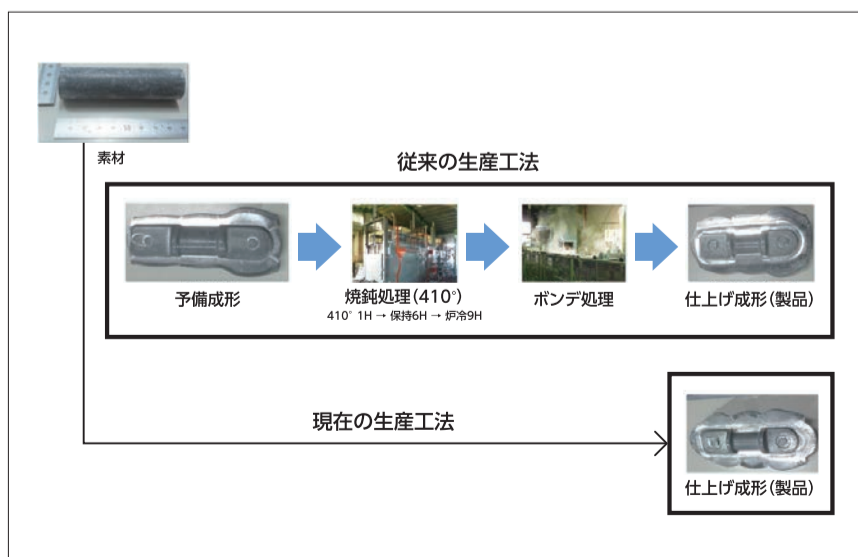 素材
従来の生産工法
予備成形
焼鈍処理(410°)
410° 1H → 保持6H → 炉冷9H
ボンデ処理
仕上げ成形(製品)
現在の生産工法
仕上げ成形(製品)